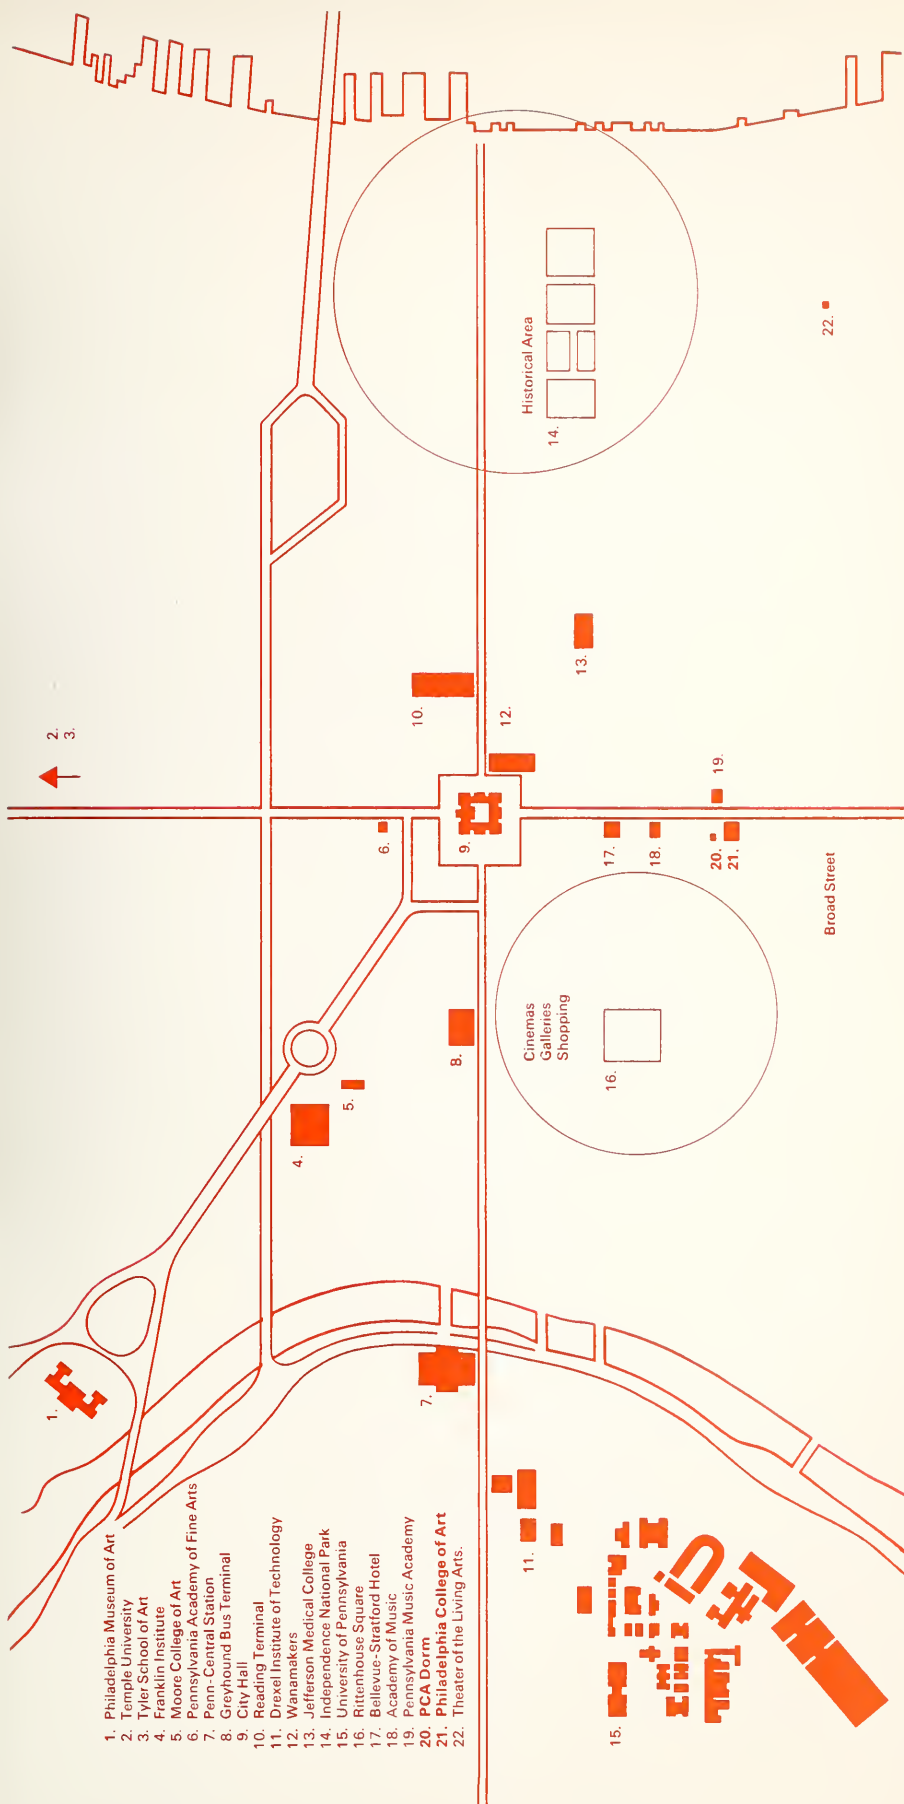 1. Philadelphia Museum of Art
2. Temple University
3. Tyler School of Art
4. Franklin Institute
5. Moore College of Art
6. Pennsylvania Academy of Fine Arts
7. Penn-Central Station
8. Greyhound Bus Terminal
9. City Hall
10. Reading Terminal
11. Drexel Institute of Technology
12. Wanamakers
13. Jefferson Medical College
14. Independence National Park
15. University of Pennsylvania
16. Rittenhouse Square
17. Bellevue-Stratford Hotel
18. Academy of Music
19. Pennsylvania Music Academy
20. PCA Dorm
21. Philadelphia College of Art
22. Theater of the Living Arts.
1.
2.
3.
4.
5.
6.
7.
8.
9.
10.
11.
12.
13.
Historical Area
14.
15.
Cinemas
Galleries
Shopping
16.
17.
18.
19.
20.
21.
22.
Broad Street